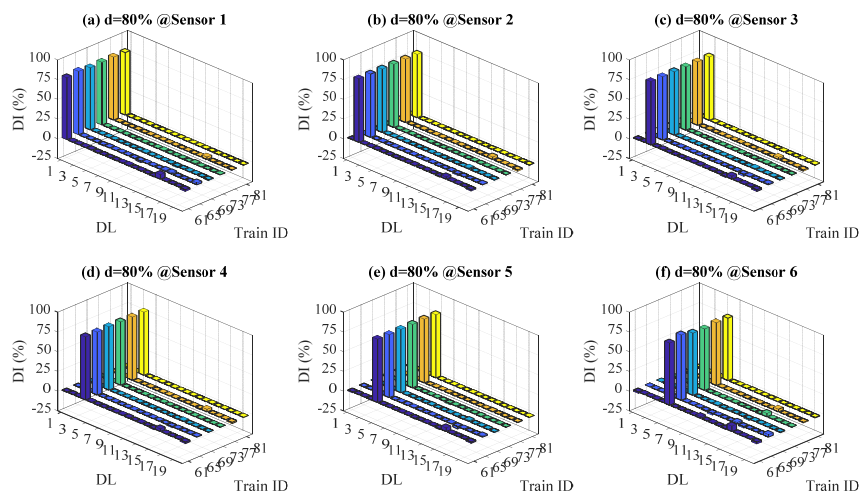 (a) d=80% @Sensor 1
(b) d=80% @Sensor 2
(c) d=80% @Sensor 3
100
75
50
25
0
-25
DI (%)
1 3 5 7 9 11 13 15 17 19
DL
61 65 69 73 77 81
Train ID
100
75
50
25
0
-25
DI (%)
1 3 5 7 9 11 13 15 17 19
DL
61 65 69 73 77 81
Train ID
100
75
50
25
0
-25
DI (%)
1 3 5 7 9 11 13 15 17 19
DL
61 65 69 73 77 81
Train ID
(d) d=80% @Sensor 4
(e) d=80% @Sensor 5
(f) d=80% @Sensor 6
100
75
50
25
0
-25
DI (%)
1 3 5 7 9 11 13 15 17 19
DL
61 65 69 73 77 81
Train ID
100
75
50
25
0
-25
DI (%)
1 3 5 7 9 11 13 15 17 19
DL
61 65 69 73 77 81
Train ID
100
75
50
25
0
-25
DI (%)
1 3 5 7 9 11 13 15 17 19
DL
61 65 69 73 77 81
Train ID